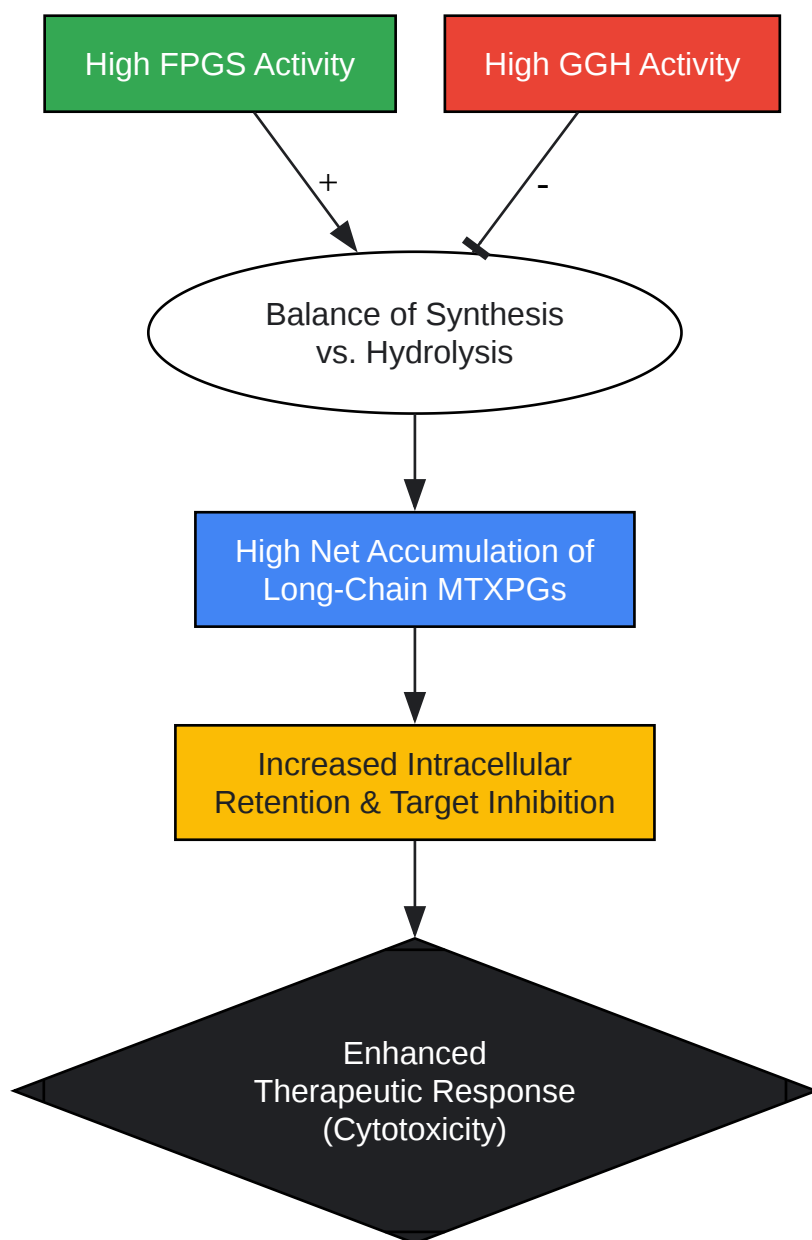 High FPGS Activity
High GGH Activity
+
-
Balance of Synthesis
vs. Hydrolysis
High Net Accumulation of
Long-Chain MTXPGs
Increased Intracellular
Retention & Target Inhibition
Enhanced
Therapeutic Response
(Cytotoxicity)